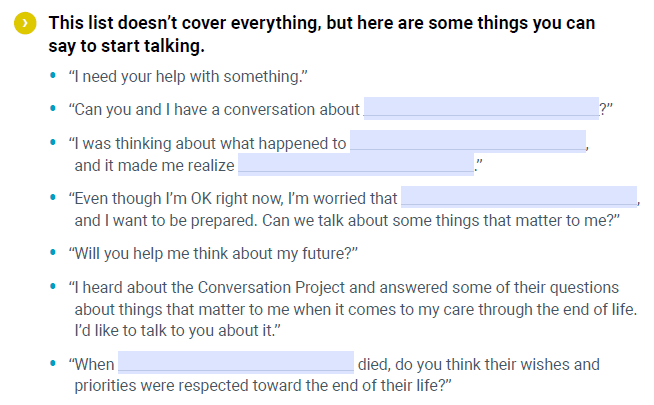 This list doesn’t cover everything, but here are some things you can
say to start talking.
• “I need your help with something.”
• “Can you and I have a conversation about ?”
• “I was thinking about what happened to ,
and it made me realize .”
• “Even though I’m OK right now, I’m worried that ,
and I want to be prepared. Can we talk about some things that matter to me?”
• “Will you help me think about my future?”
• “I heard about the Conversation Project and answered some of their questions
about things that matter to me when it comes to my care through the end of life.
I’d like to talk to you about it.”
• “When died, do you think their wishes and
priorities were respected toward the end of their life?”